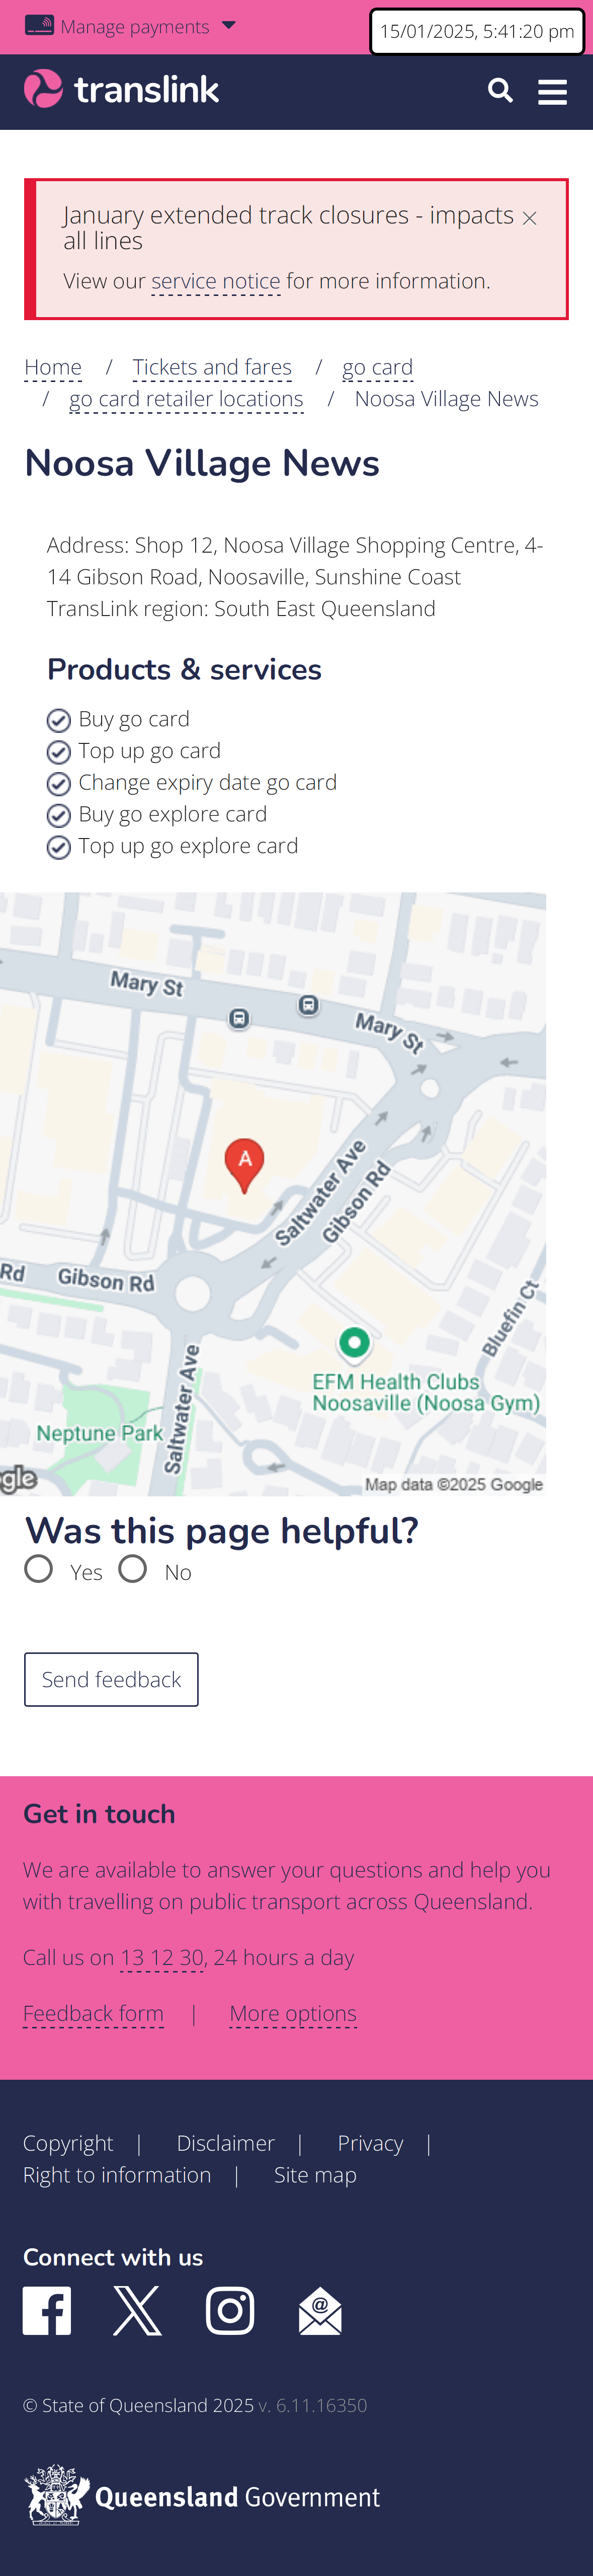 Manage payments
15/01/2025, 5:41:20 pm
translink
January extended track closures - impacts
all lines
View our service notice for more information.
Home / Tickets and fares / go card
/ go card retailer locations / Noosa Village News
Noosa Village News
Address: Shop 12, Noosa Village Shopping Centre, 4-
14 Gibson Road, Noosaville, Sunshine Coast
TransLink region: South East Queensland
Products & services
Buy go card
Top up go card
Change expiry date go card
Buy go explore card
Top up go explore card
Mary St
Mary St
A
Saltwater Ave
Gibson Rd
Rd
Gibson Rd
Bluefin Ct
Saltwater Ave
EFM Health Clubs
Noosaville (Noosa Gym)
Neptune Park
gle
Map data ©2025 Google
Was this page helpful?
Yes No
Send feedback
Get in touch
We are available to answer your questions and help you
with travelling on public transport across Queensland.
Call us on 13 12 30, 24 hours a day
Feedback form | More options
Copyright | Disclaimer | Privacy |
Right to information | Site map
Connect with us
© State of Queensland 2025 v. 6.11.16350
Queensland Government